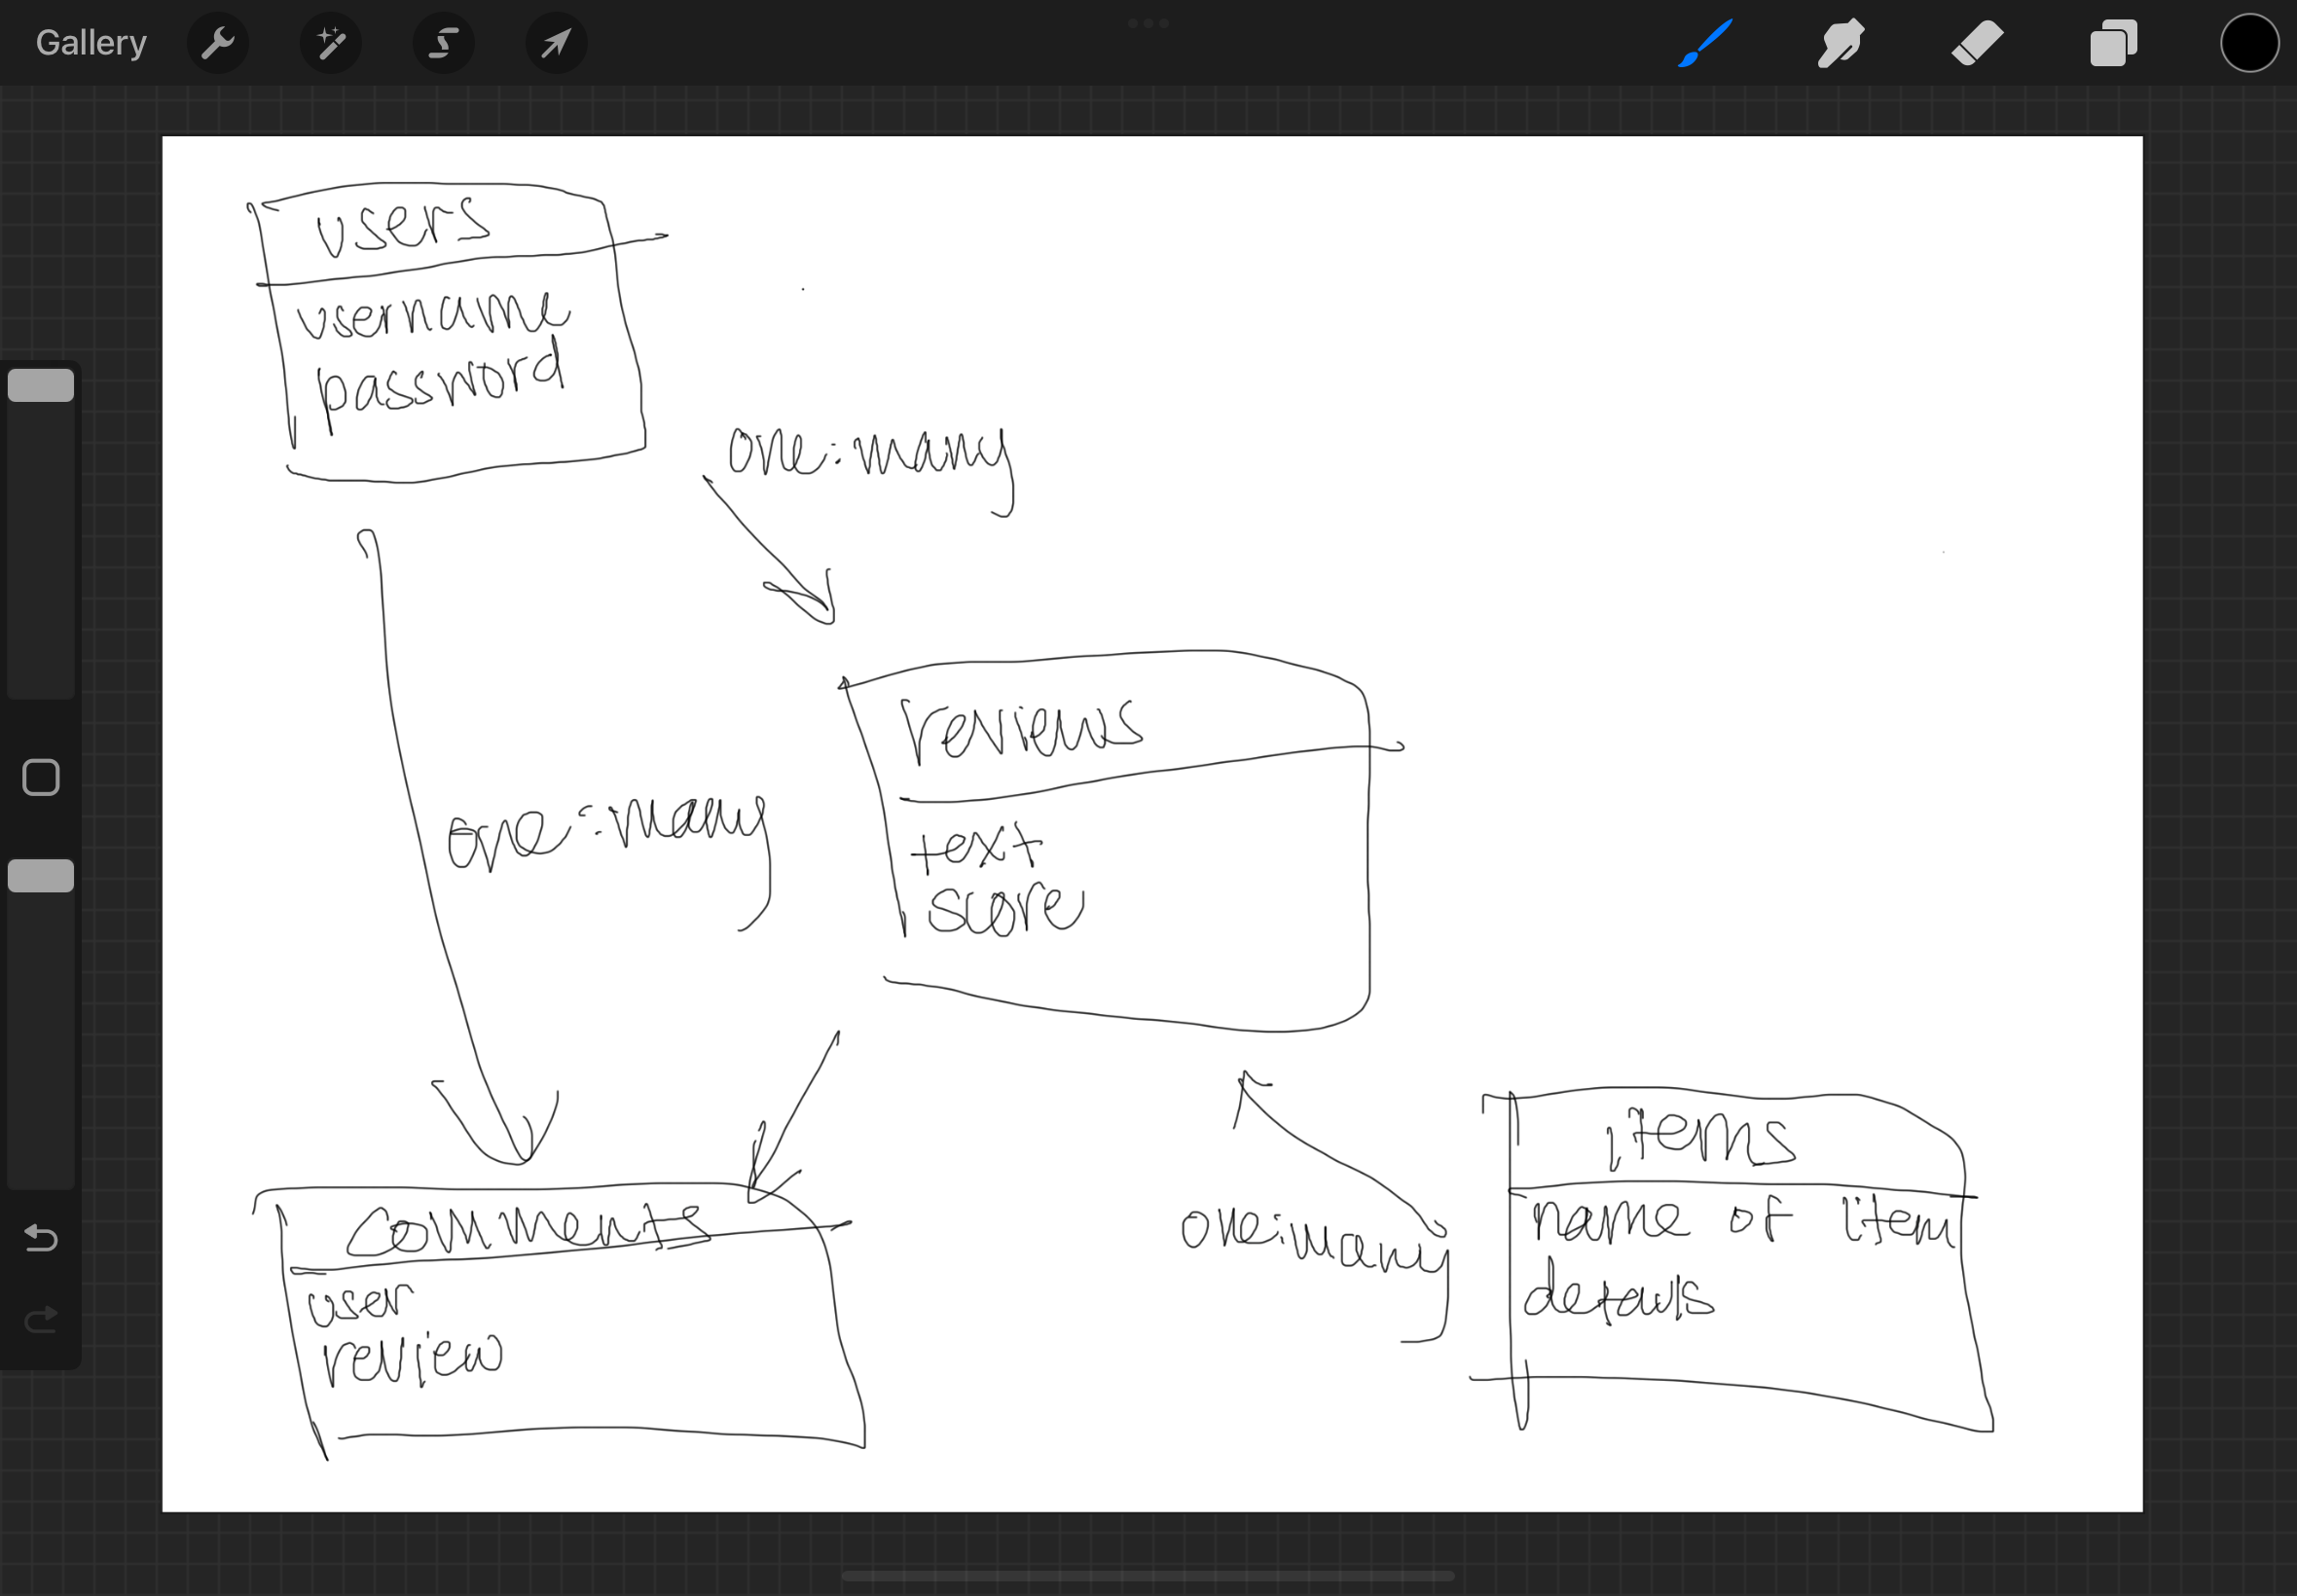 Gallery
users
username
password
one:many
reviews
text
score
one:many
comments
user
review
one:many
items
name of item
details